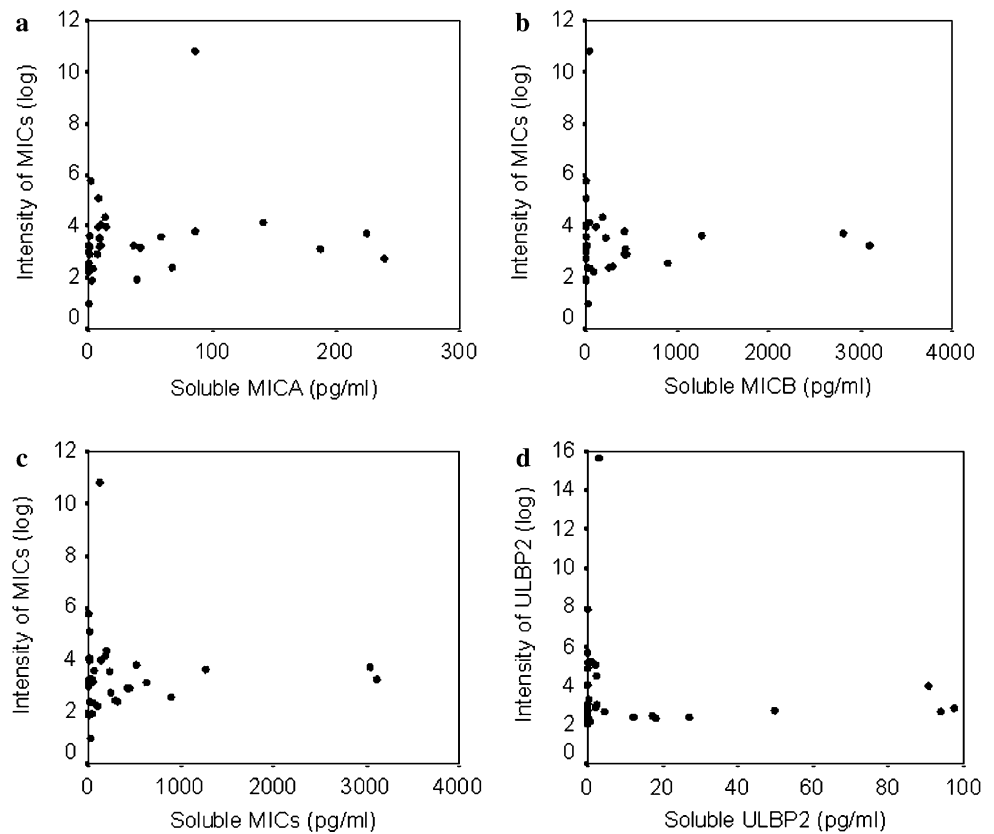 a
12
10
8
6
4
2
0
Intensity of MICs (log)
0 100 200 300
Soluble MICA (pg/ml)
b
12
10
8
6
4
2
0
Intensity of MICs (log)
0 1000 2000 3000 4000
Soluble MICB (pg/ml)
c
12
10
8
6
4
2
0
Intensity of MICs (log)
0 1000 2000 3000 4000
Soluble MICs (pg/ml)
d
16
14
12
10
8
6
4
2
0
Intensity of ULBP2 (log)
0 20 40 60 80 100
Soluble ULBP2 (pg/ml)